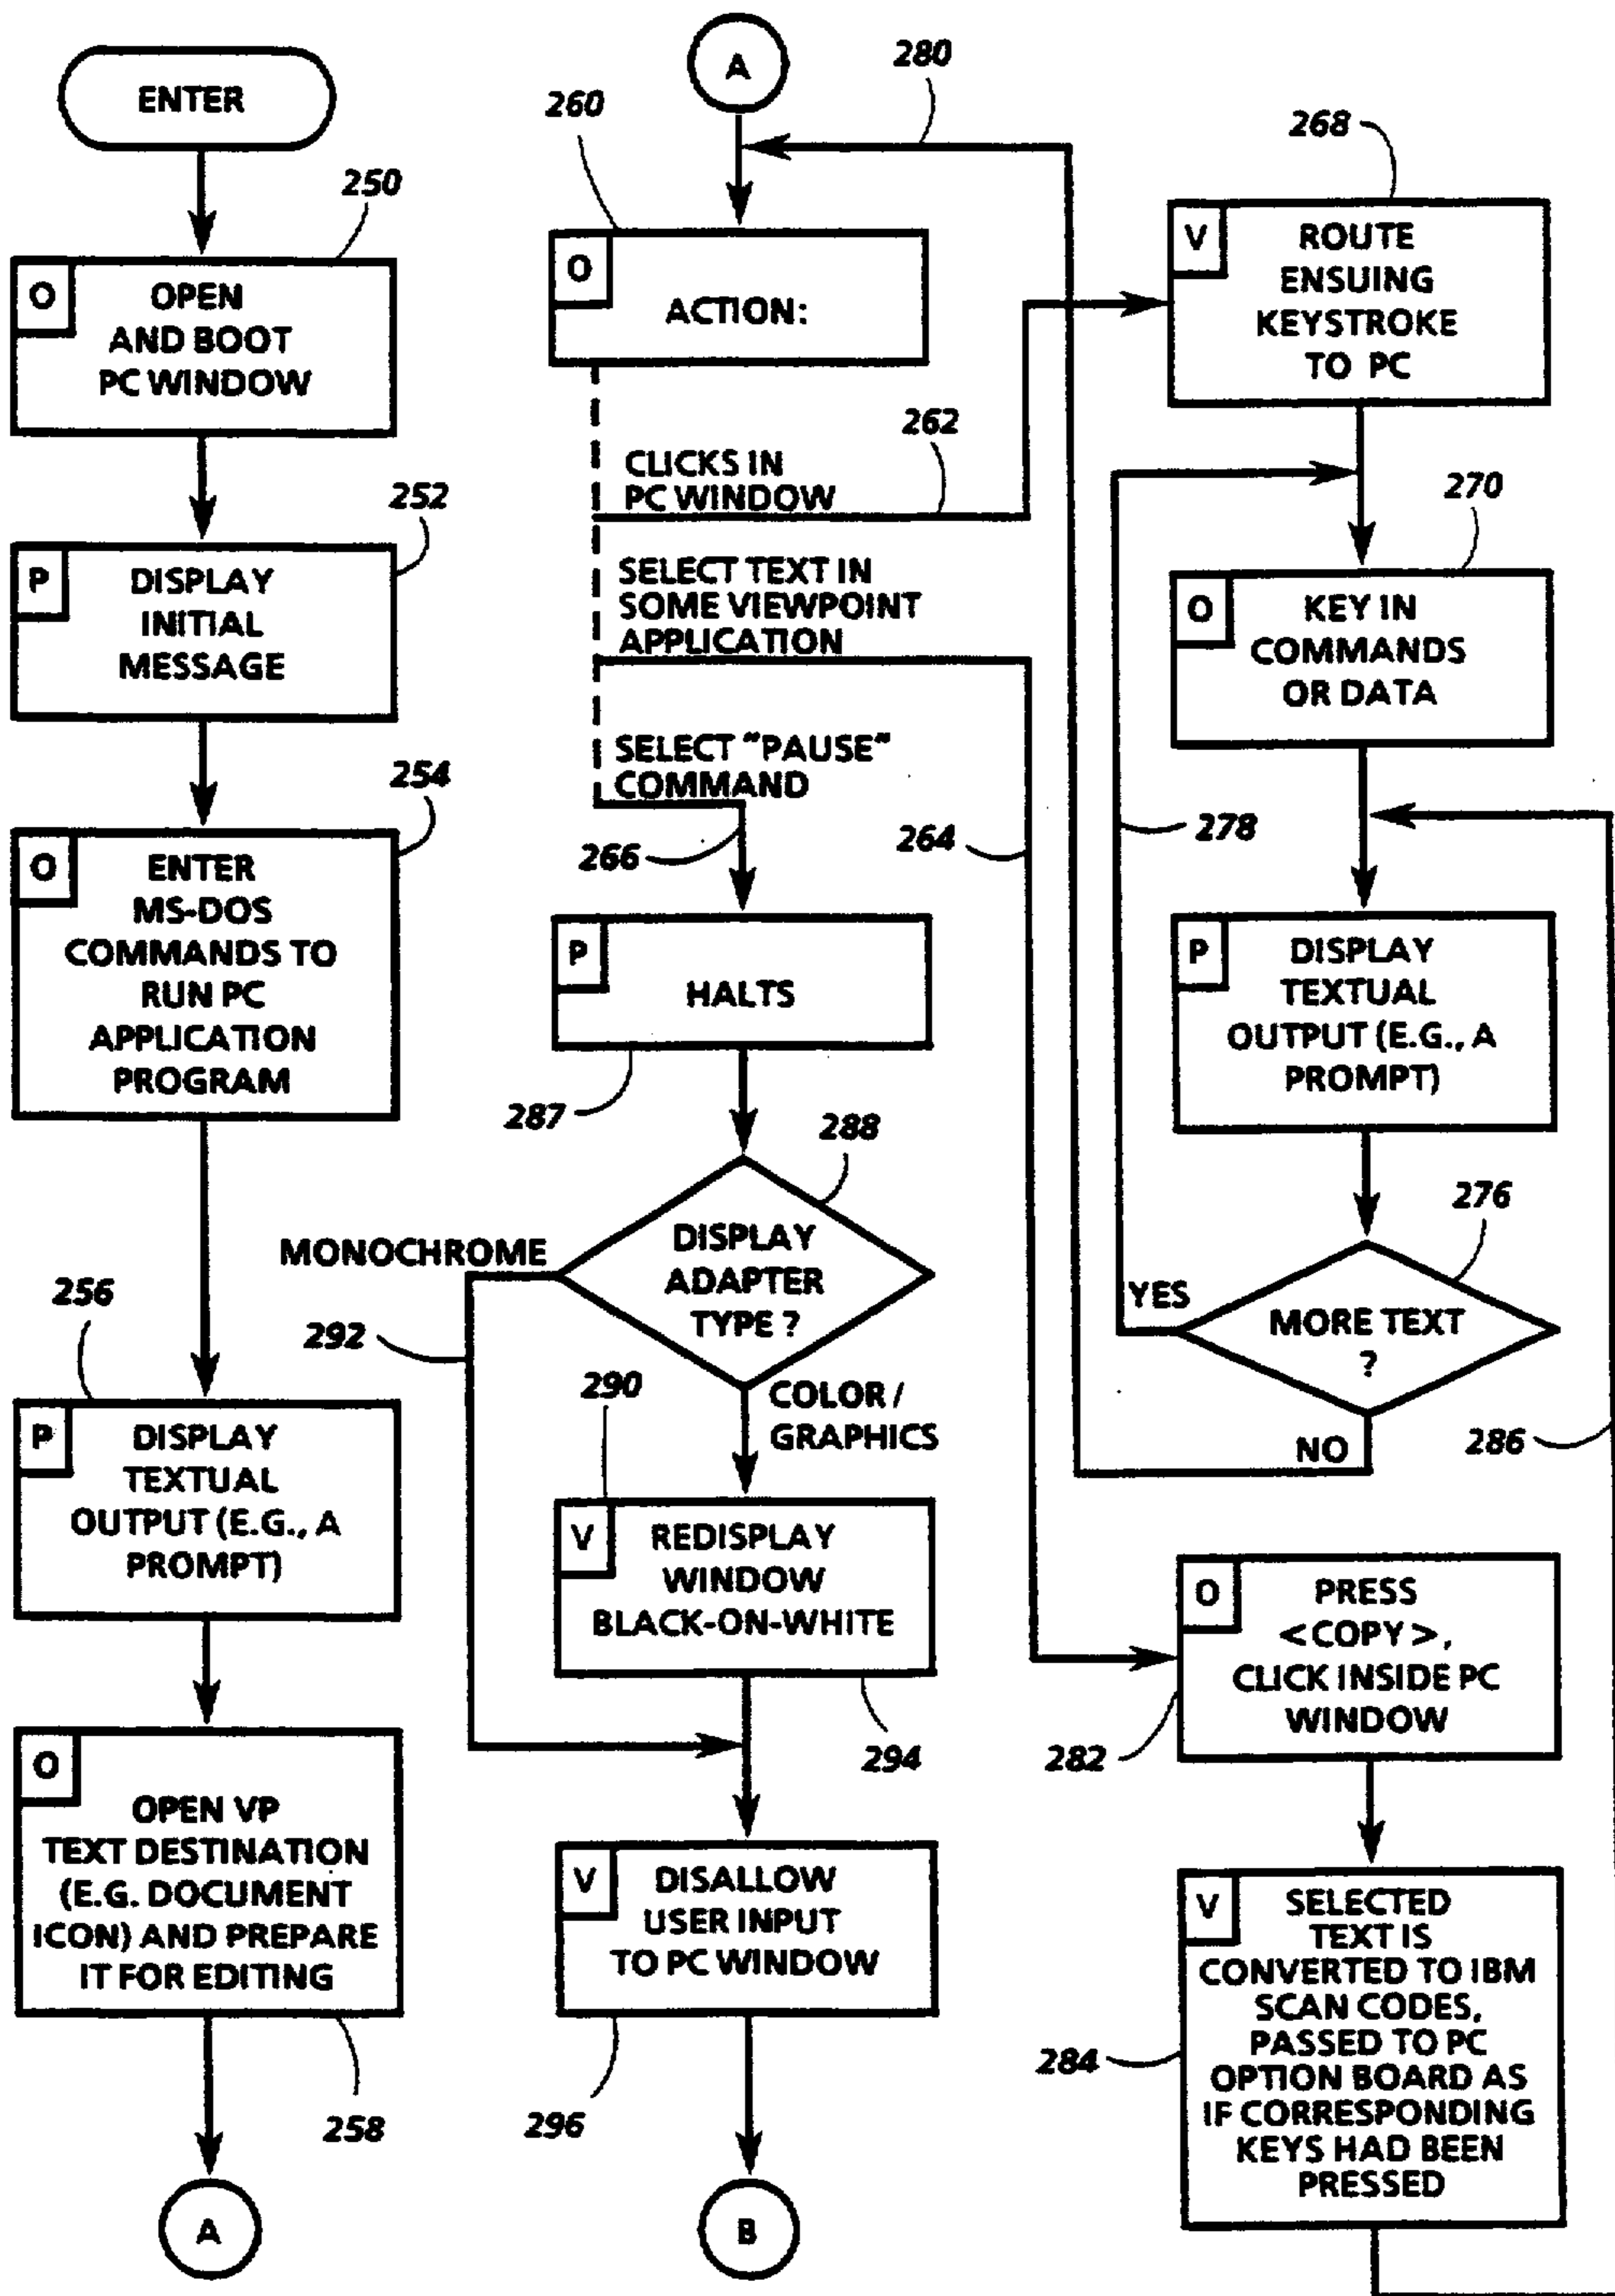 ENTER
250
O
OPEN
AND BOOT
PC WINDOW
252
P
DISPLAY
INITIAL
MESSAGE
254
O
ENTER
MS-DOS
COMMANDS TO
RUN PC
APPLICATION
PROGRAM
256
P
DISPLAY
TEXTUAL
OUTPUT (E.G., A
PROMPT)
O
OPEN VP
TEXT DESTINATION
(E.G. DOCUMENT
ICON) AND PREPARE
IT FOR EDITING
258
A
A
280
260
O
ACTION:
262
CLICKS IN
PC WINDOW
SELECT TEXT IN
SOME VIEWPOINT
APPLICATION
SELECT "PAUSE"
COMMAND
264
266
P
HALTS
287
288
DISPLAY
ADAPTER
TYPE ?
MONOCHROME
292
COLOR /
GRAPHICS
290
V
REDISPLAY
WINDOW
BLACK-ON-WHITE
294
V
DISALLOW
USER INPUT
TO PC WINDOW
296
B
268
V
ROUTE
ENSUING
KEYSTROKE
TO PC
270
O
KEY IN
COMMANDS
OR DATA
278
P
DISPLAY
TEXTUAL
OUTPUT (E.G., A
PROMPT)
276
YES
MORE TEXT
?
NO
286
O
PRESS
<COPY>,
CLICK INSIDE PC
WINDOW
282
V
SELECTED
TEXT IS
CONVERTED TO IBM
SCAN CODES,
PASSED TO PC
OPTION BOARD AS
IF CORRESPONDING
KEYS HAD BEEN
PRESSED
284